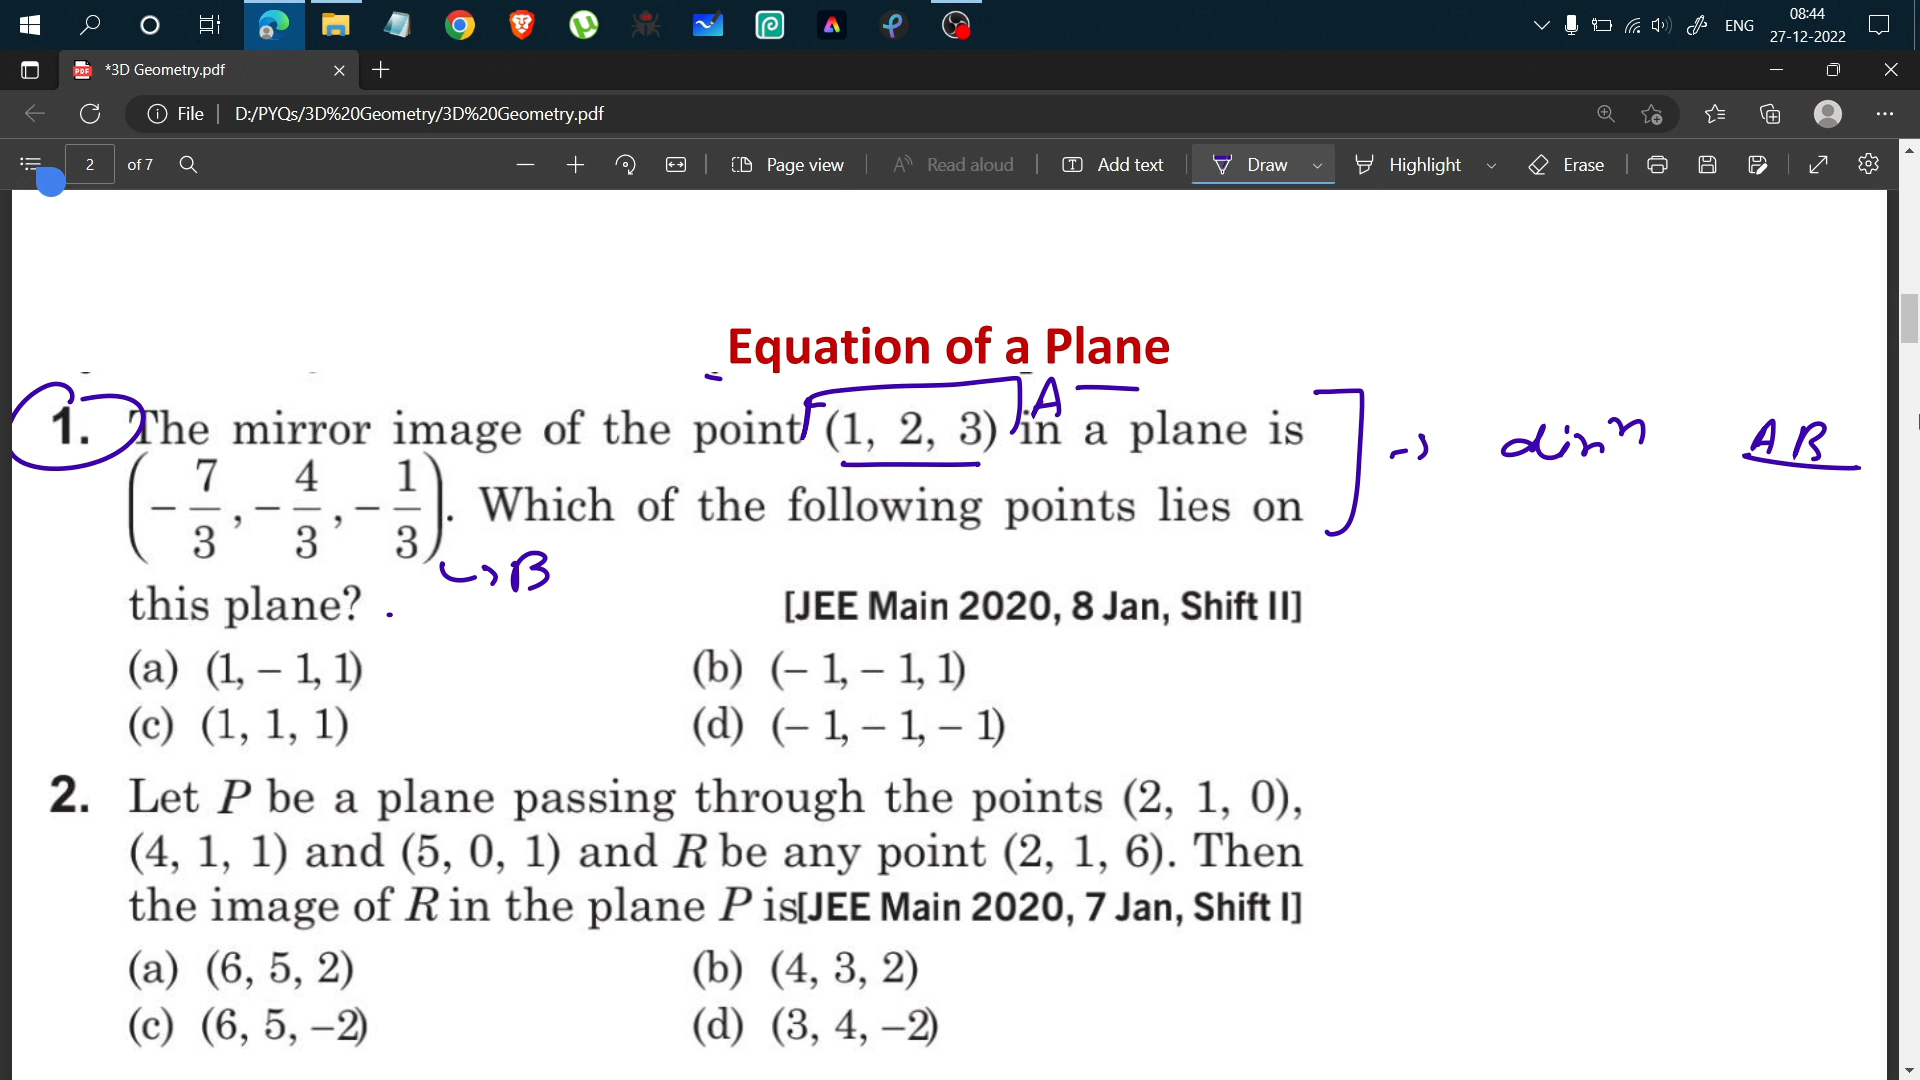 ENG
08:44
27-12-2022
*3D Geometry.pdf
File D:/PYQs/3D%20Geometry/3D%20Geometry.pdf
2 of 7 Page view Read aloud Add text Draw Highlight Erase
Equation of a Plane
1. The mirror image of the point (1, 2, 3) in a plane is
A
(-7/3, -4/3, -1/3). Which of the following points lies on
B
AB
this plane? [JEE Main 2020, 8 Jan, Shift II]
(a) (1, – 1, 1) (b) (– 1, – 1, 1)
(c) (1, 1, 1) (d) (– 1, – 1, – 1)
2. Let P be a plane passing through the points (2, 1, 0),
(4, 1, 1) and (5, 0, 1) and R be any point (2, 1, 6). Then
the image of R in the plane P is[JEE Main 2020, 7 Jan, Shift I]
(a) (6, 5, 2) (b) (4, 3, 2)
(c) (6, 5, –2) (d) (3, 4, –2)